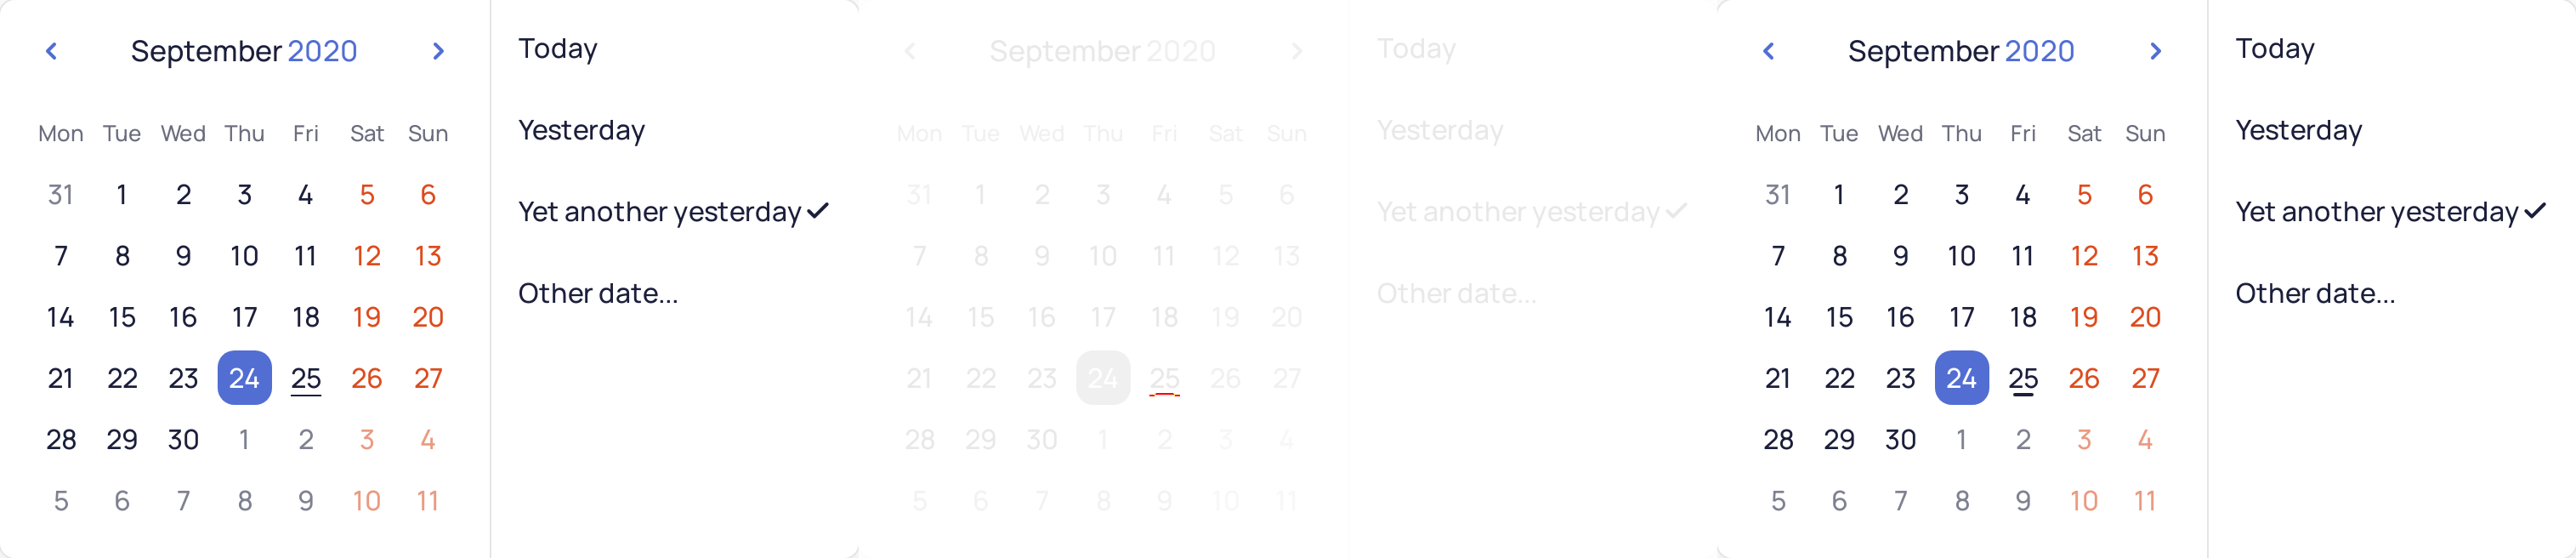 September 2020
Mon Tue Wed Thu Fri Sat Sun
31 1 2 3 4 5 6
7 8 9 10 11 12 13
14 15 16 17 18 19 20
21 22 23 24 25 26 27
28 29 30 1 2 3 4
5 6 7 8 9 10 11
Today
Yesterday
Yet another yesterday
Other date...
September 2020
Mon Tue Wed Thu Fri Sat Sun
31 1 2 3 4 5 6
7 8 9 10 11 12 13
14 15 16 17 18 19 20
21 22 23 24 25 26 27
28 29 30 1 2 3 4
5 6 7 8 9 10 11
Today
Yesterday
Yet another yesterday
Other date...
September 2020
Mon Tue Wed Thu Fri Sat Sun
31 1 2 3 4 5 6
7 8 9 10 11 12 13
14 15 16 17 18 19 20
21 22 23 24 25 26 27
28 29 30 1 2 3 4
5 6 7 8 9 10 11
Today
Yesterday
Yet another yesterday
Other date...